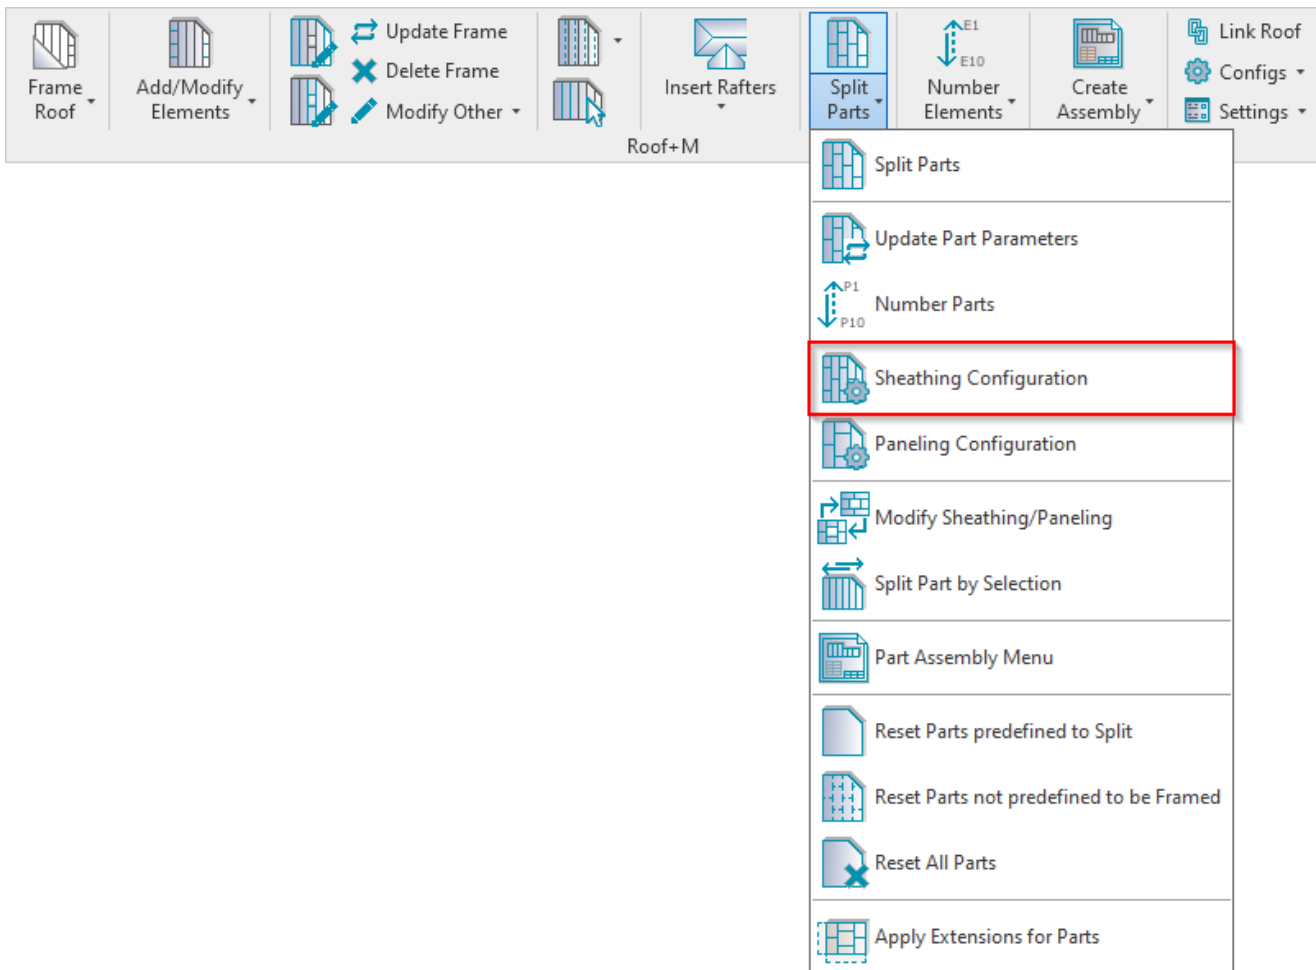 Frame
Roof
Add/Modify
Elements
Update Frame
Delete Frame
Modify Other
Insert Rafters
Split
Parts
E1
E10
Number
Elements
Create
Assembly
Link Roof
Configs
Settings
Roof+M
Split Parts
Update Part Parameters
P1
P10
Number Parts
Sheathing Configuration
Paneling Configuration
Modify Sheathing/Paneling
Split Part by Selection
Part Assembly Menu
Reset Parts predefined to Split
Reset Parts not predefined to be Framed
Reset All Parts
Apply Extensions for Parts